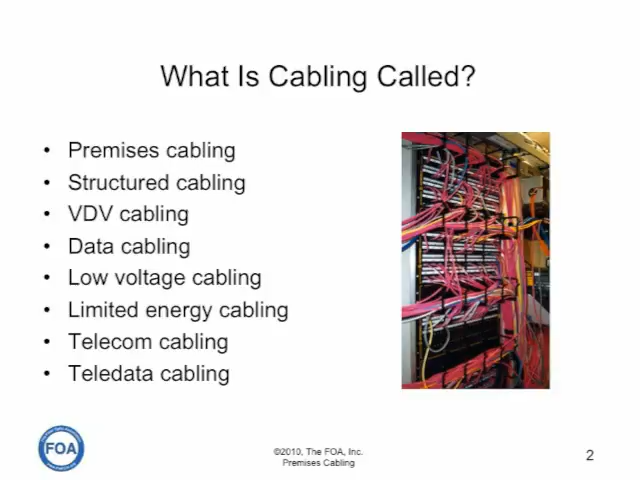 What Is Cabling Called?
• Premises cabling
• Structured cabling
• VDV cabling
• Data cabling
• Low voltage cabling
• Limited energy cabling
• Telecom cabling
• Teledata cabling
FOA
©2010, The FOA, Inc.
Premises Cabling
2